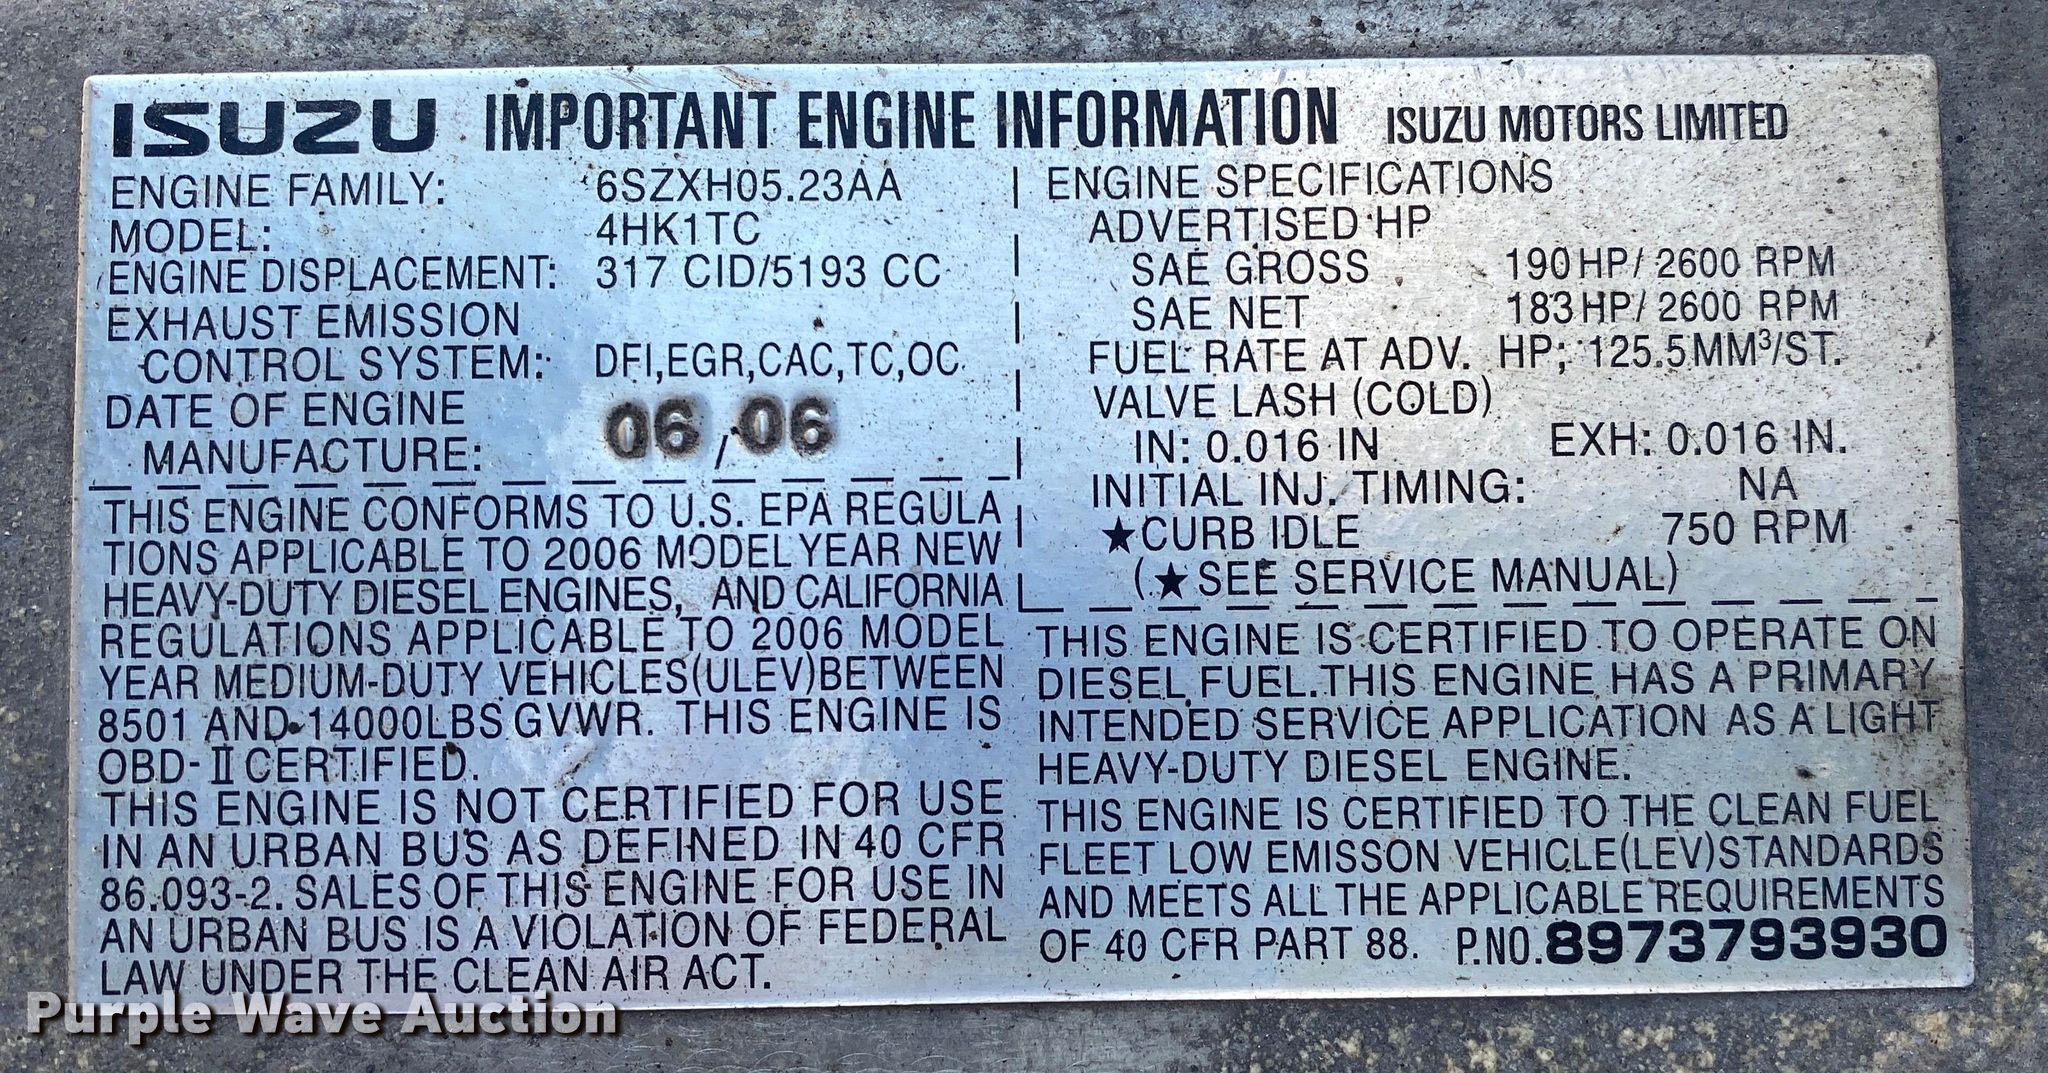 ISUZU IMPORTANT ENGINE INFORMATION ISUZU MOTORS LIMITED
ENGINE FAMILY: 6SZXH05.23AA
MODEL: 4HK1TC
ENGINE DISPLACEMENT: 317 CID/5193 CC
EXHAUST EMISSION
CONTROL SYSTEM: DFI,EGR,CAC,TC,OC
DATE OF ENGINE
MANUFACTURE: 06 / 06
THIS ENGINE CONFORMS TO U.S. EPA REGULA
TIONS APPLICABLE TO 2006 MODEL YEAR NEW
HEAVY-DUTY DIESEL ENGINES, AND CALIFORNIA
REGULATIONS APPLICABLE TO 2006 MODEL
YEAR MEDIUM-DUTY VEHICLES(ULEV)BETWEEN
8501 AND 14000LBS GVWR. THIS ENGINE IS
OBD-II CERTIFIED.
THIS ENGINE IS NOT CERTIFIED FOR USE
IN AN URBAN BUS AS DEFINED IN 40 CFR
86.093-2. SALES OF THIS ENGINE FOR USE IN
AN URBAN BUS IS A VIOLATION OF FEDERAL
LAW UNDER THE CLEAN AIR ACT.
ENGINE SPECIFICATIONS
ADVERTISED HP
SAE GROSS 190 HP/ 2600 RPM
SAE NET 183 HP/ 2600 RPM
FUEL RATE AT ADV. HP; 125.5 MM³/ST.
VALVE LASH (COLD)
IN: 0.016 IN EXH: 0.016 IN.
INITIAL INJ. TIMING: NA
★CURB IDLE 750 RPM
(★SEE SERVICE MANUAL)
THIS ENGINE IS CERTIFIED TO OPERATE ON
DIESEL FUEL.THIS ENGINE HAS A PRIMARY
INTENDED SERVICE APPLICATION AS A LIGHT
HEAVY-DUTY DIESEL ENGINE.
THIS ENGINE IS CERTIFIED TO THE CLEAN FUEL
FLEET LOW EMISSON VEHICLE(LEV)STANDARDS
AND MEETS ALL THE APPLICABLE REQUIREMENTS
OF 40 CFR PART 88. P.NO.8973793930
Purple Wave Auction